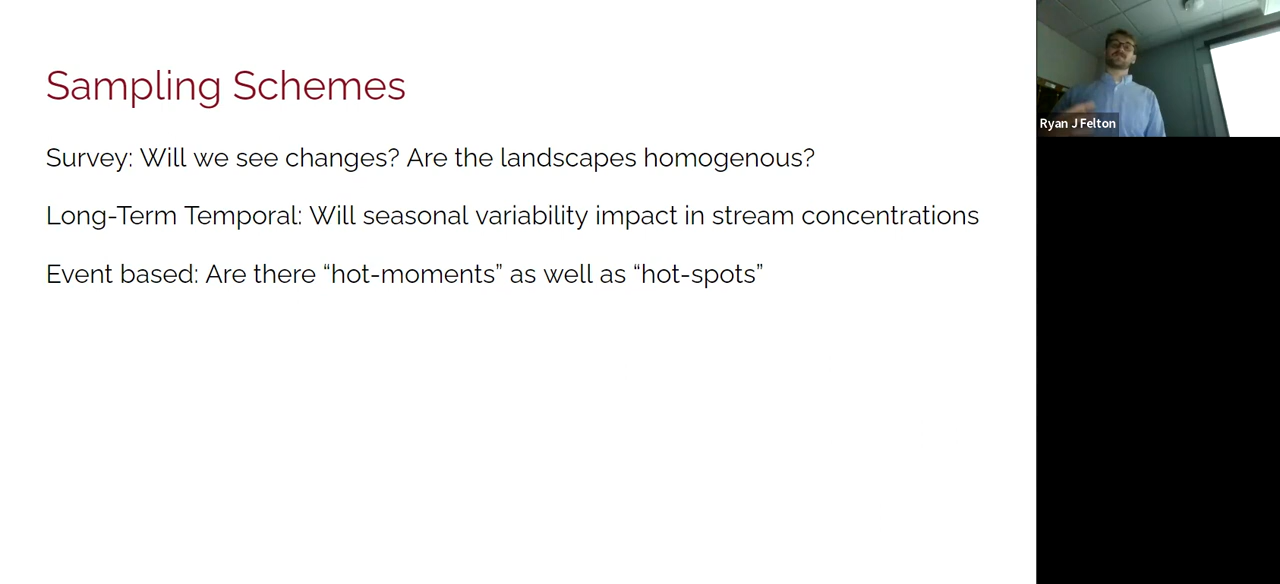 Sampling Schemes
Survey: Will we see changes? Are the landscapes homogenous?
Long-Term Temporal: Will seasonal variability impact in stream concentrations
Event based: Are there “hot-moments” as well as “hot-spots”
Ryan J Felton